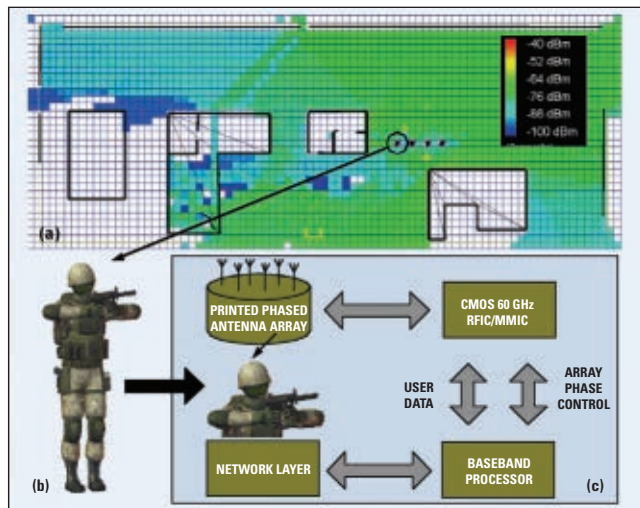 -40 dBm
-52 dBm
-64 dBm
-76 dBm
-88 dBm
-100 dBm
(a)
PRINTED PHASED
ANTENNA ARRAY
CMOS 60 GHz
RFIC/MMIC
USER
DATA
ARRAY
PHASE
CONTROL
NETWORK LAYER
BASEBAND
PROCESSOR
(b)
(c)